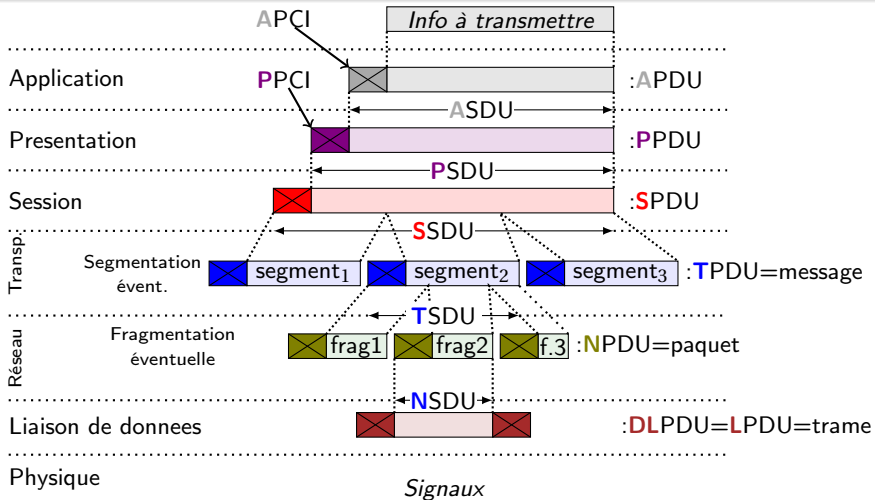 APCI
Info à transmettre
Application
:APDU
PPCI
ASDU
Presentation
:PPDU
PSDU
Session
:SPDU
SSDU
Transp.
Segmentation
évent.
segment1
segment2
segment3
:TPDU=message
TSDU
Réseau
Fragmentation
éventuelle
frag1
frag2
f.3
:NPDU=paquet
NSDU
Liaison de donnees
:DLPDU=LPDU=trame
Physique
Signaux